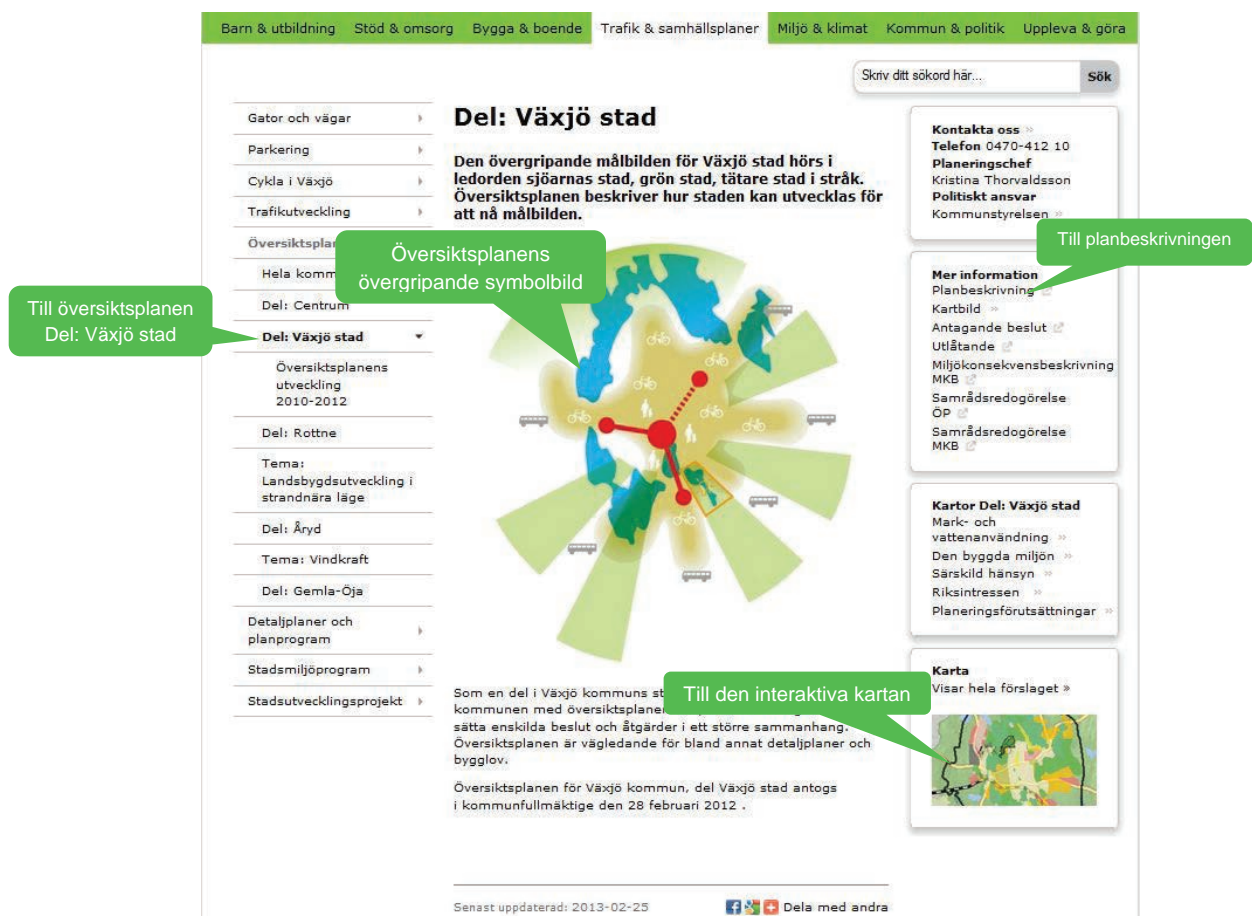 Barn & utbildning Stöd & omsorg Bygga & boende Trafik & samhällsplaner Miljö & klimat Kommun & politik Uppleva & göra
Skriv ditt sökord här... Sök
Gator och vägar
Parkering
Cykla i Växjö
Trafikutveckling
Översiktsplan
Hela komm
Del: Centrum
Del: Växjö stad
Översiktsplanens
utveckling
2010-2012
Del: Rottne
Tema:
Landsbygdsutveckling i
strandnära läge
Del: Åryd
Tema: Vindkraft
Del: Gemla-Öja
Detaljplaner och
planprogram
Stadsmiljöprogram
Stadsutvecklingsprojekt
Till översiktsplanen
Del: Växjö stad
Del: Växjö stad
Den övergripande målbilden för Växjö stad hörs i
ledorden sjöarnas stad, grön stad, tätare stad i stråk.
Översiktsplanen beskriver hur staden kan utvecklas för
att nå målbilden.
Översiktsplanens
övergripande symbolbild
Som en del i Växjö kommuns st
kommunen med översiktsplanen
sätta enskilda beslut och åtgärder i ett större sammanhang.
Översiktsplanen är vägledande för bland annat detaljplaner och
bygglov.
Översiktsplanen för Växjö kommun, del Växjö stad antogs
i kommunfullmäktige den 28 februari 2012 .
Senast uppdaterad: 2013-02-25 Dela med andra
Kontakta oss »
Telefon 0470-412 10
Planeringschef
Kristina Thorvaldsson
Politiskt ansvar
Kommunstyrelsen »
Till planbeskrivningen
Mer information
Planbeskrivning
Kartbild »
Antagande beslut
Utlåtande
Miljökonsekvensbeskrivning
MKB
Samrådsredogörelse
ÖP
Samrådsredogörelse
MKB
Kartor Del: Växjö stad
Mark- och
vattenanvändning »
Den byggda miljön »
Särskild hänsyn »
Riksintressen »
Planeringsförutsättningar »
Till den interaktiva kartan
Karta
Visar hela förslaget »